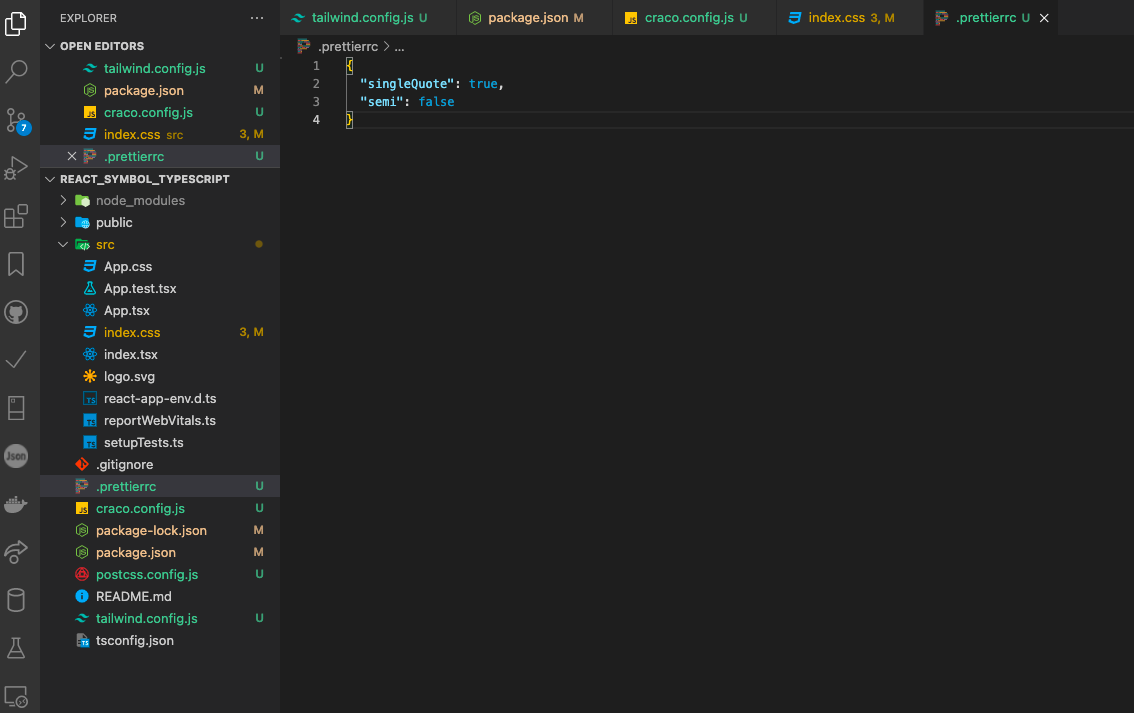 EXPLORER
OPEN EDITORS
tailwind.config.js U
package.json M
craco.config.js U
index.css src 3, M
.prettierrc U
REACT_SYMBOL_TYPESCRIPT
node_modules
public
src
App.css
App.test.tsx
App.tsx
index.css 3, M
index.tsx
logo.svg
react-app-env.d.ts
reportWebVitals.ts
setupTests.ts
.gitignore
.prettierrc U
craco.config.js U
package-lock.json M
package.json M
postcss.config.js U
README.md
tailwind.config.js U
tsconfig.json
7
Json
tailwind.config.js U package.json M craco.config.js U index.css 3, M .prettierrc U
.prettierrc > ...
1 {
2 "singleQuote": true,
3 "semi": false
4 }